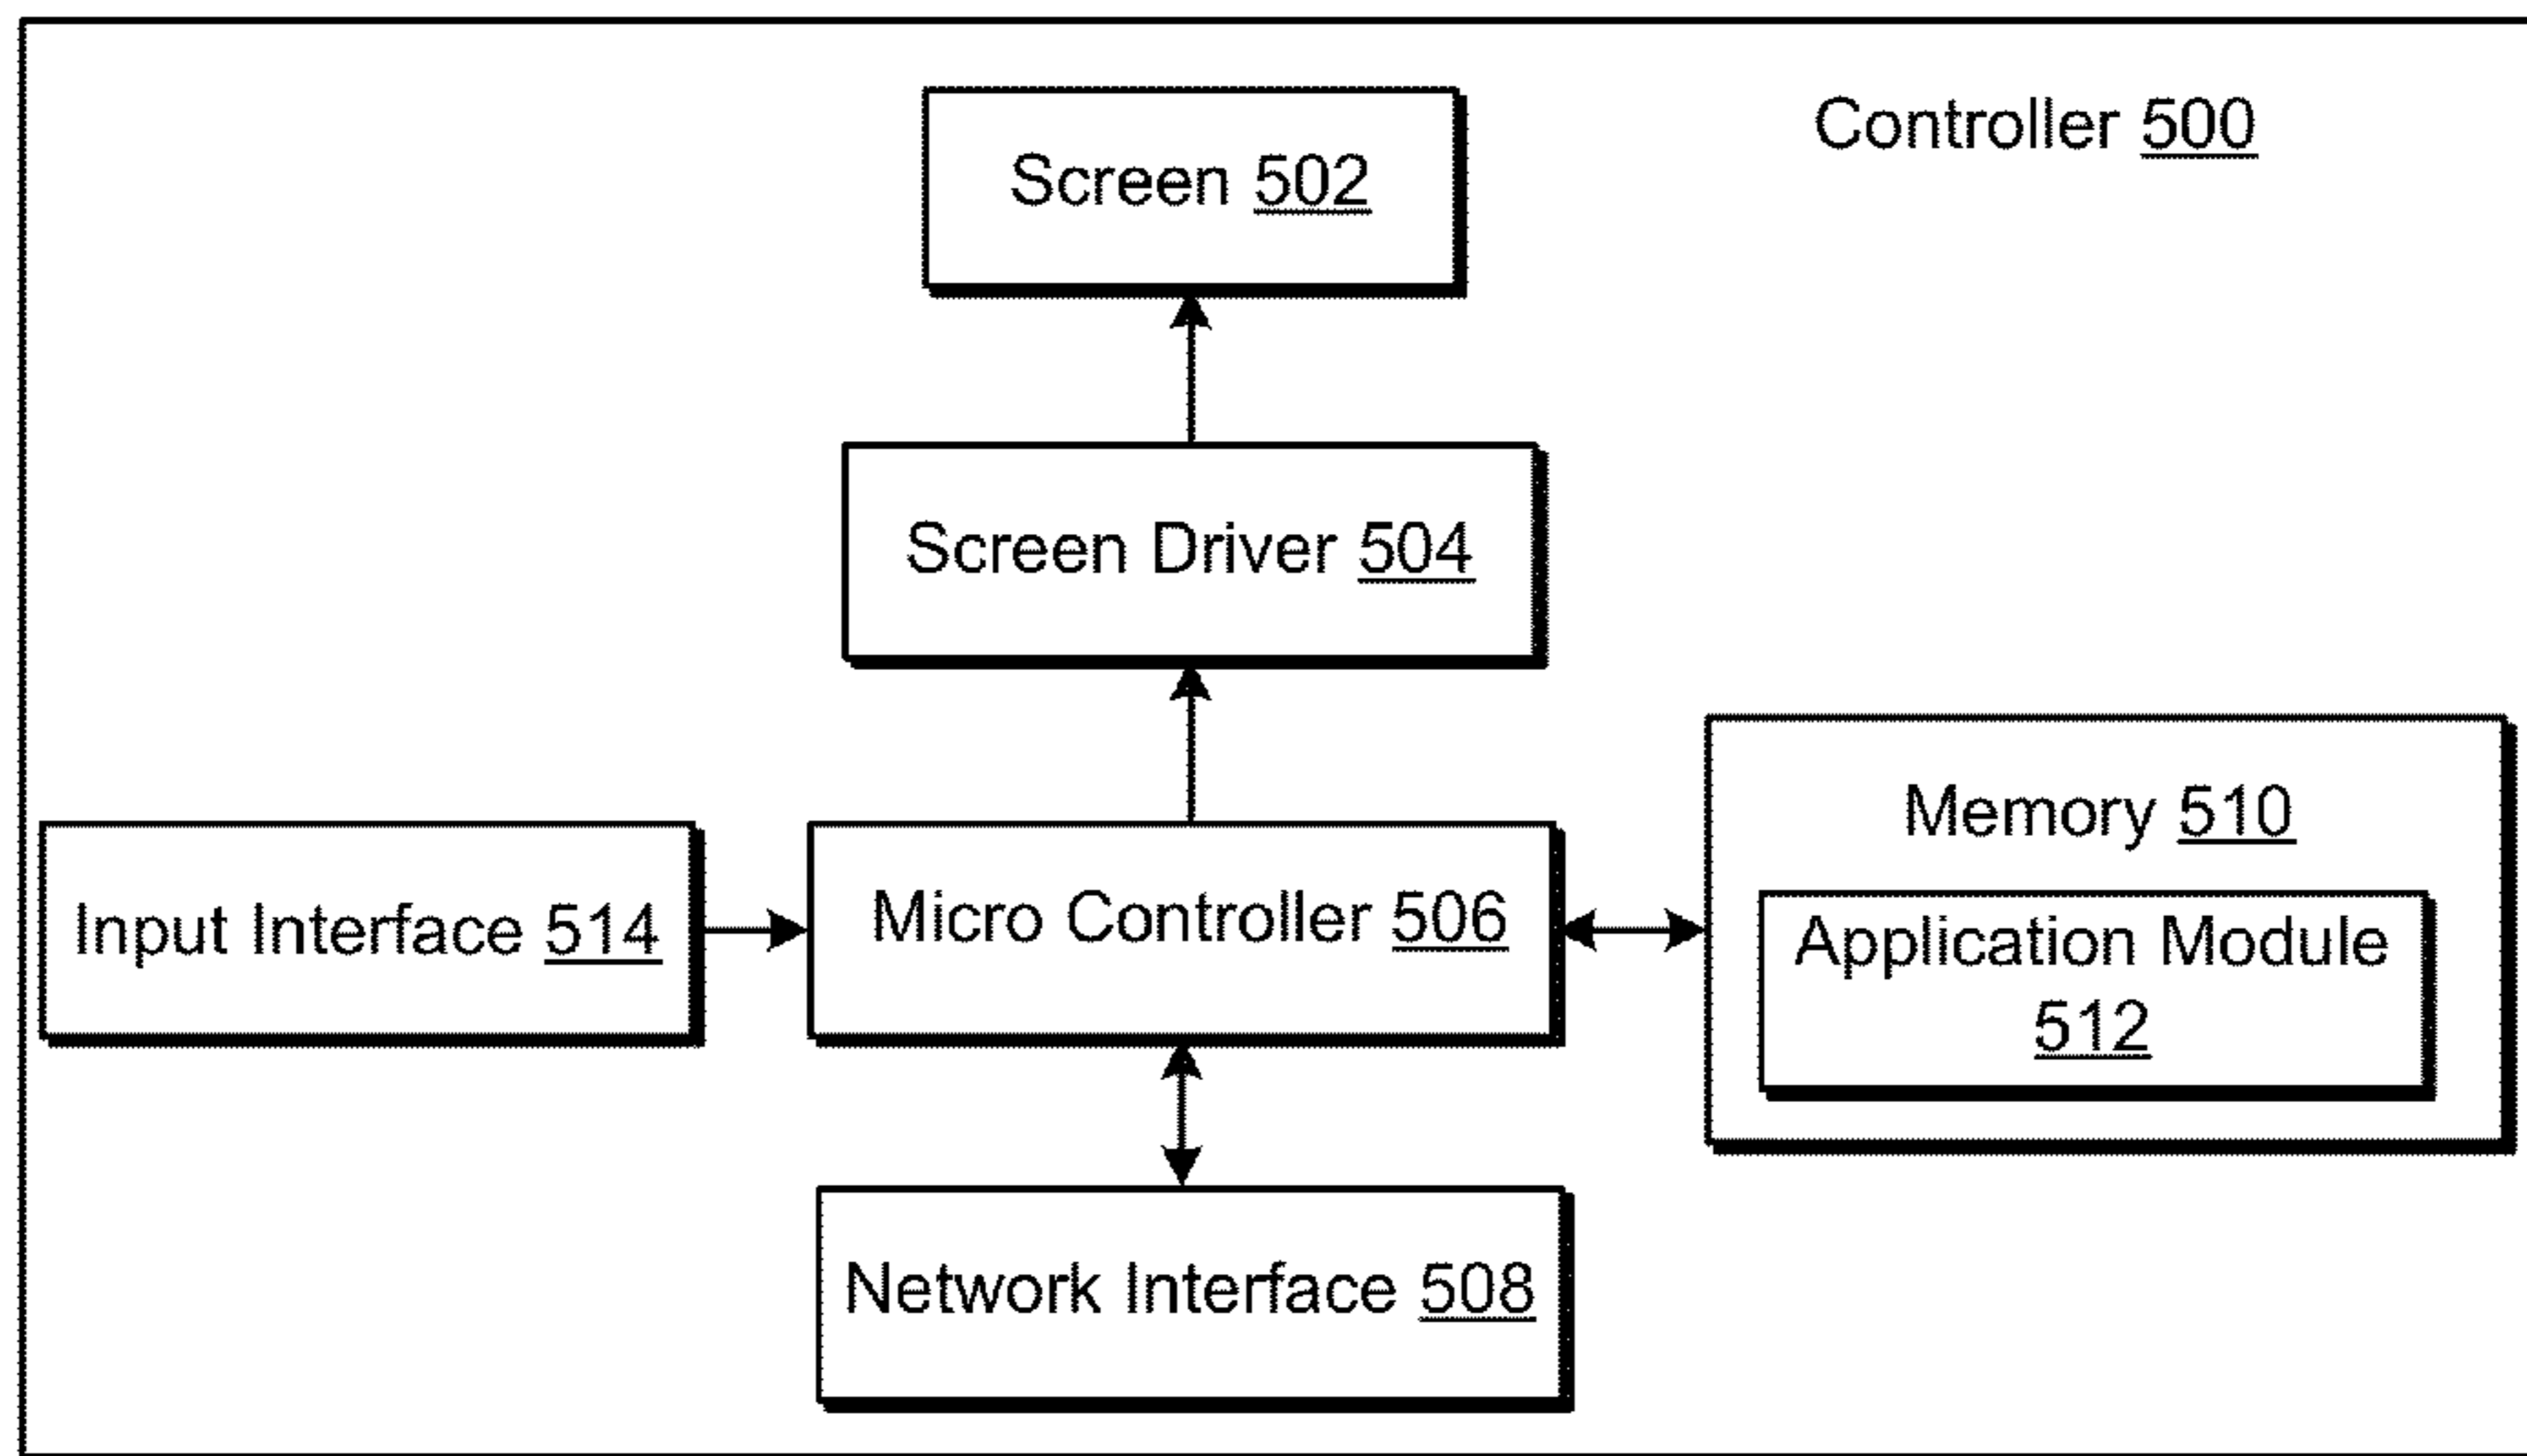 Controller 500
Screen 502
Screen Driver 504
Memory 510
Input Interface 514
Micro Controller 506
Application Module
512
Network Interface 508